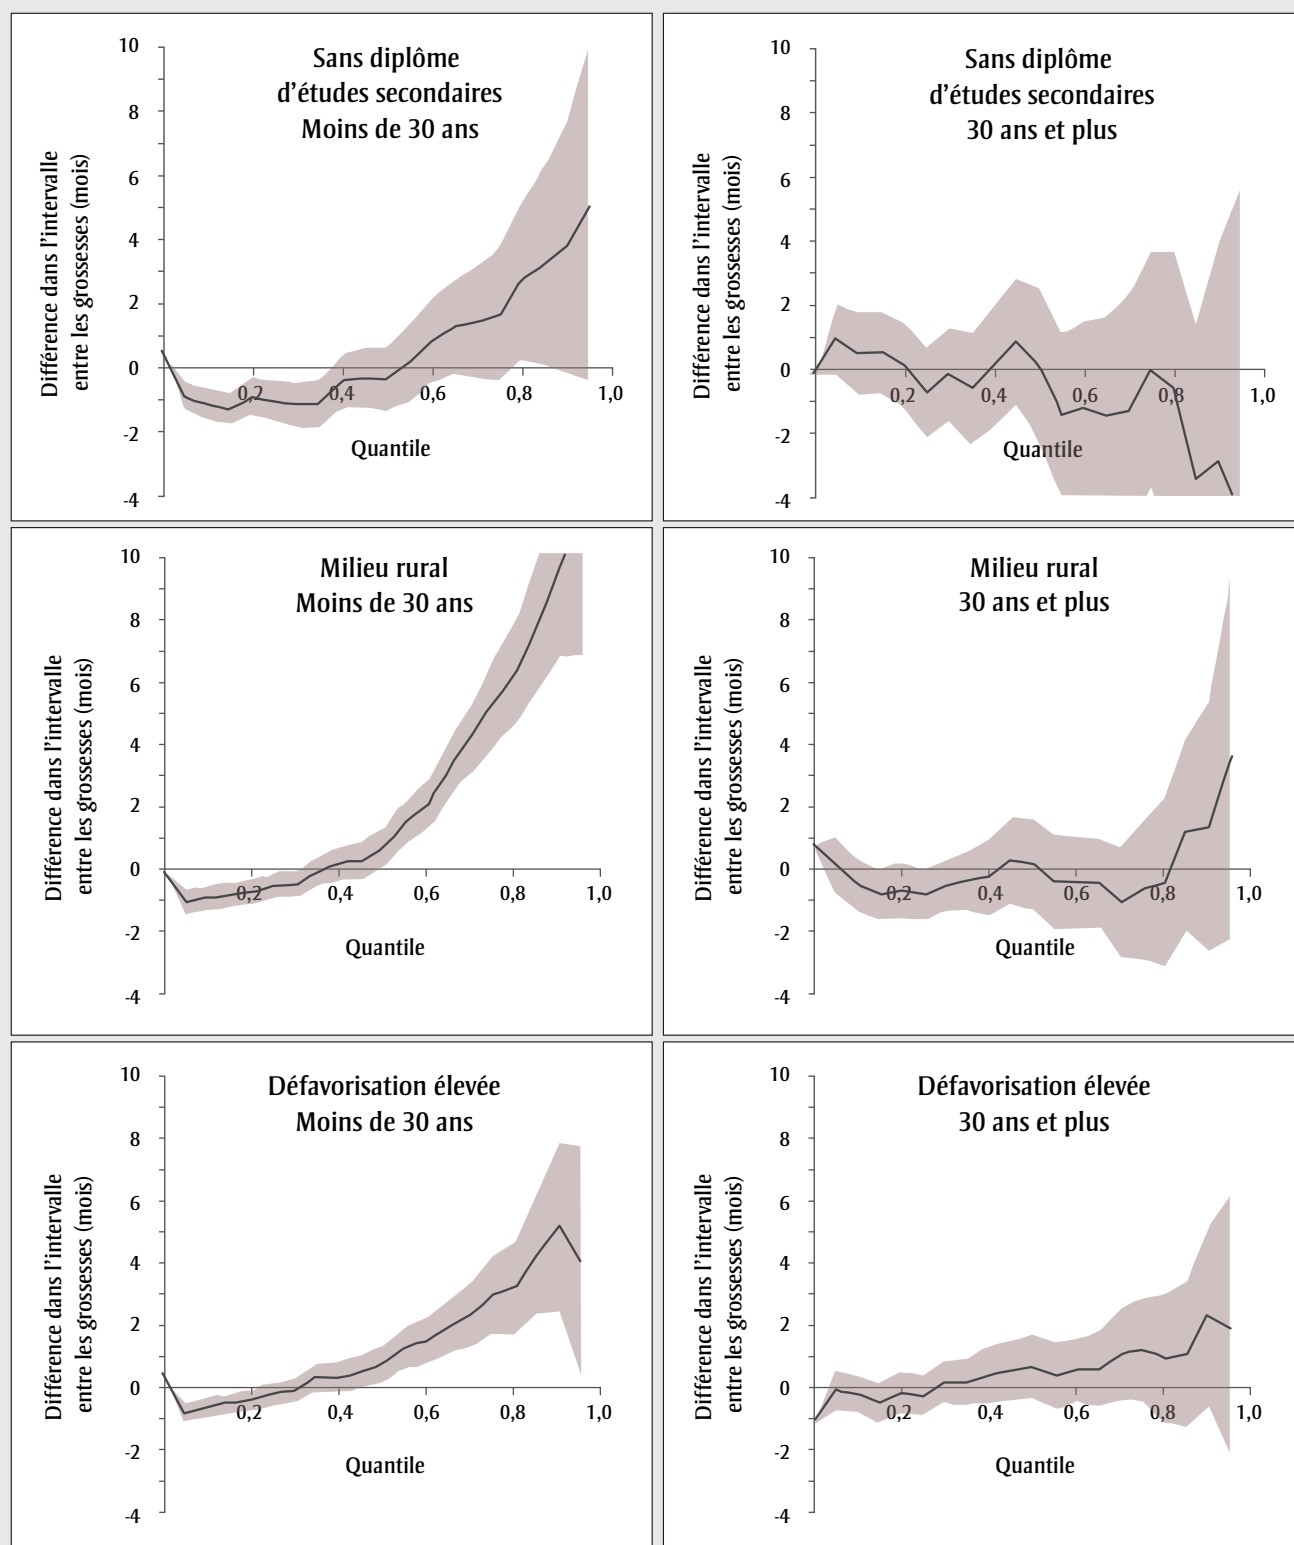 Sans diplôme
d'études secondaires
Moins de 30 ans
Différence dans l'intervalle
entre les grossesses (mois)
10
8
6
4
2
0
-2
-4
0,2
0,4
0,6
0,8
1,0
Quantile
Sans diplôme
d'études secondaires
30 ans et plus
Différence dans l'intervalle
entre les grossesses (mois)
10
8
6
4
2
0
-2
-4
0,2
0,4
0,6
0,8
1,0
Quantile
Milieu rural
Moins de 30 ans
Différence dans l'intervalle
entre les grossesses (mois)
10
8
6
4
2
0
-2
-4
0,2
0,4
0,6
0,8
1,0
Quantile
Milieu rural
30 ans et plus
Différence dans l'intervalle
entre les grossesses (mois)
10
8
6
4
2
0
-2
-4
0,2
0,4
0,6
0,8
1,0
Quantile
Défavorisation élevée
Moins de 30 ans
Différence dans l'intervalle
entre les grossesses (mois)
10
8
6
4
2
0
-2
-4
0,2
0,4
0,6
0,8
1,0
Quantile
Défavorisation élevée
30 ans et plus
Différence dans l'intervalle
entre les grossesses (mois)
10
8
6
4
2
0
-2
-4
0,2
0,4
0,6
0,8
1,0
Quantile